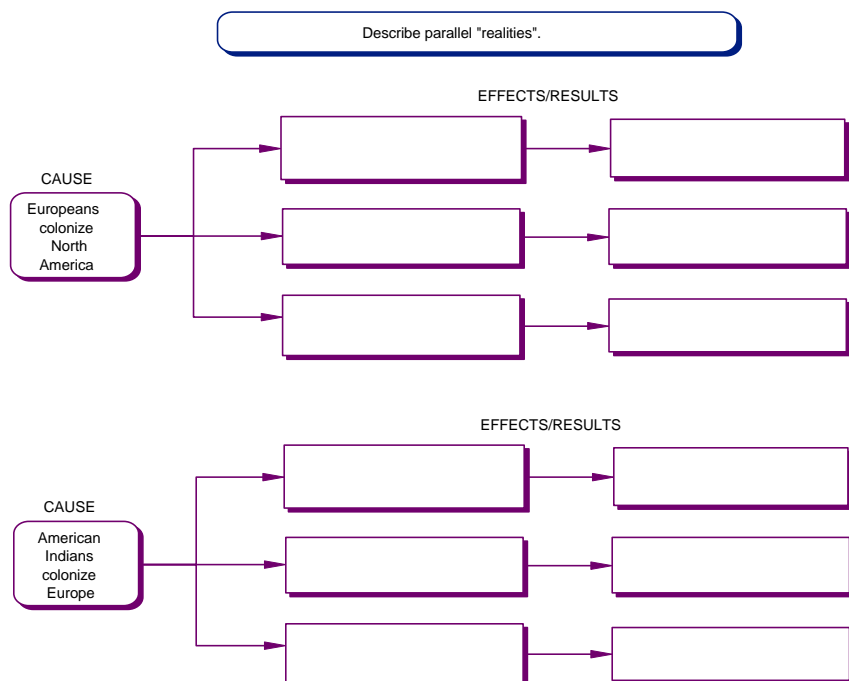 Describe parallel "realities".
EFFECTS/RESULTS
CAUSE
Europeans
colonize
North
America
EFFECTS/RESULTS
CAUSE
American
Indians
colonize
Europe